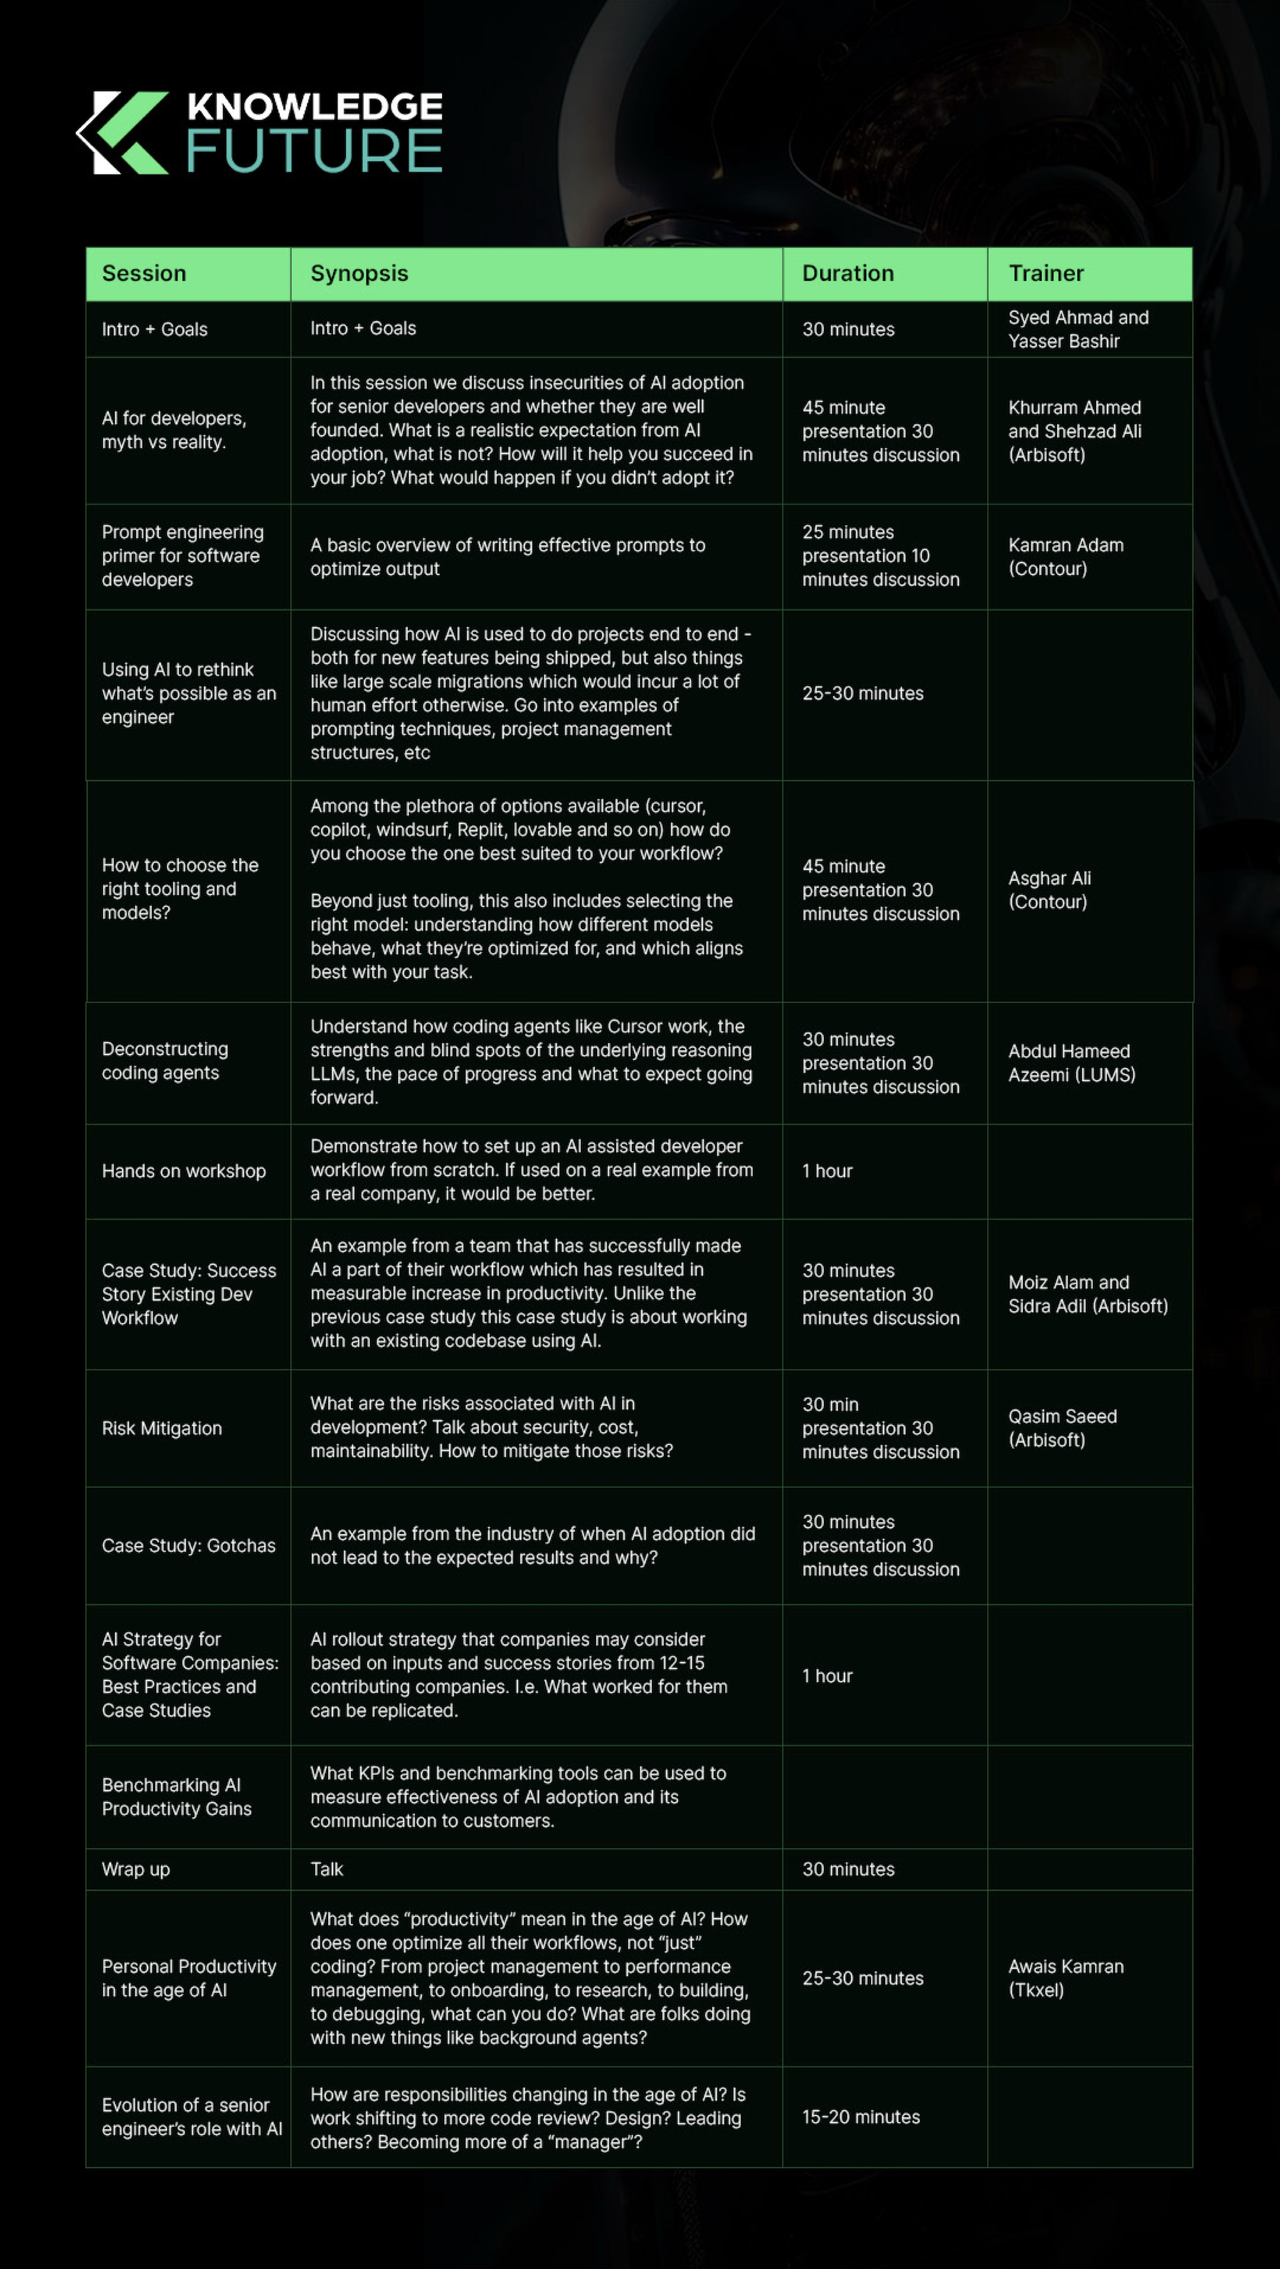 KNOWLEDGE
FUTURE
Session
Synopsis
Duration
Trainer
Intro + Goals
Intro + Goals
30 minutes
Syed Ahmad and
Yasser Bashir
AI for developers,
myth vs reality.
In this session we discuss insecurities of AI adoption
for senior developers and whether they are well
founded. What is a realistic expectation from AI
adoption, what is not? How will it help you succeed in
your job? What would happen if you didn’t adopt it?
45 minute
presentation 30
minutes discussion
Khurram Ahmed
and Shehzad Ali
(Arbisoft)
Prompt engineering
primer for software
developers
A basic overview of writing effective prompts to
optimize output
25 minutes
presentation 10
minutes discussion
Kamran Adam
(Contour)
Using AI to rethink
what’s possible as an
engineer
Discussing how AI is used to do projects end to end -
both for new features being shipped, but also things
like large scale migrations which would incur a lot of
human effort otherwise. Go into examples of
prompting techniques, project management
structures, etc
25-30 minutes
How to choose the
right tooling and
models?
Among the plethora of options available (cursor,
copilot, windsurf, Replit, lovable and so on) how do
you choose the one best suited to your workflow?
Beyond just tooling, this also includes selecting the
right model: understanding how different models
behave, what they’re optimized for, and which aligns
best with your task.
45 minute
presentation 30
minutes discussion
Asghar Ali
(Contour)
Deconstructing
coding agents
Understand how coding agents like Cursor work, the
strengths and blind spots of the underlying reasoning
LLMs, the pace of progress and what to expect going
forward.
30 minutes
presentation 30
minutes discussion
Abdul Hameed
Azeemi (LUMS)
Hands on workshop
Demonstrate how to set up an AI assisted developer
workflow from scratch. If used on a real example from
a real company, it would be better.
1 hour
Case Study: Success
Story Existing Dev
Workflow
An example from a team that has successfully made
AI a part of their workflow which has resulted in
measurable increase in productivity. Unlike the
previous case study this case study is about working
with an existing codebase using AI.
30 minutes
presentation 30
minutes discussion
Moiz Alam and
Sidra Adil (Arbisoft)
Risk Mitigation
What are the risks associated with AI in
development? Talk about security, cost,
maintainability. How to mitigate those risks?
30 min
presentation 30
minutes discussion
Qasim Saeed
(Arbisoft)
Case Study: Gotchas
An example from the industry of when AI adoption did
not lead to the expected results and why?
30 minutes
presentation 30
minutes discussion
AI Strategy for
Software Companies:
Best Practices and
Case Studies
AI rollout strategy that companies may consider
based on inputs and success stories from 12-15
contributing companies. I.e. What worked for them
can be replicated.
1 hour
Benchmarking AI
Productivity Gains
What KPIs and benchmarking tools can be used to
measure effectiveness of AI adoption and its
communication to customers.
Wrap up
Talk
30 minutes
Personal Productivity
in the age of AI
What does “productivity” mean in the age of AI? How
does one optimize all their workflows, not “just”
coding? From project management to performance
management, to onboarding, to research, to building,
to debugging, what can you do? What are folks doing
with new things like background agents?
25-30 minutes
Awais Kamran
(Tkxel)
Evolution of a senior
engineer’s role with AI
How are responsibilities changing in the age of AI? Is
work shifting to more code review? Design? Leading
others? Becoming more of a “manager”?
15-20 minutes